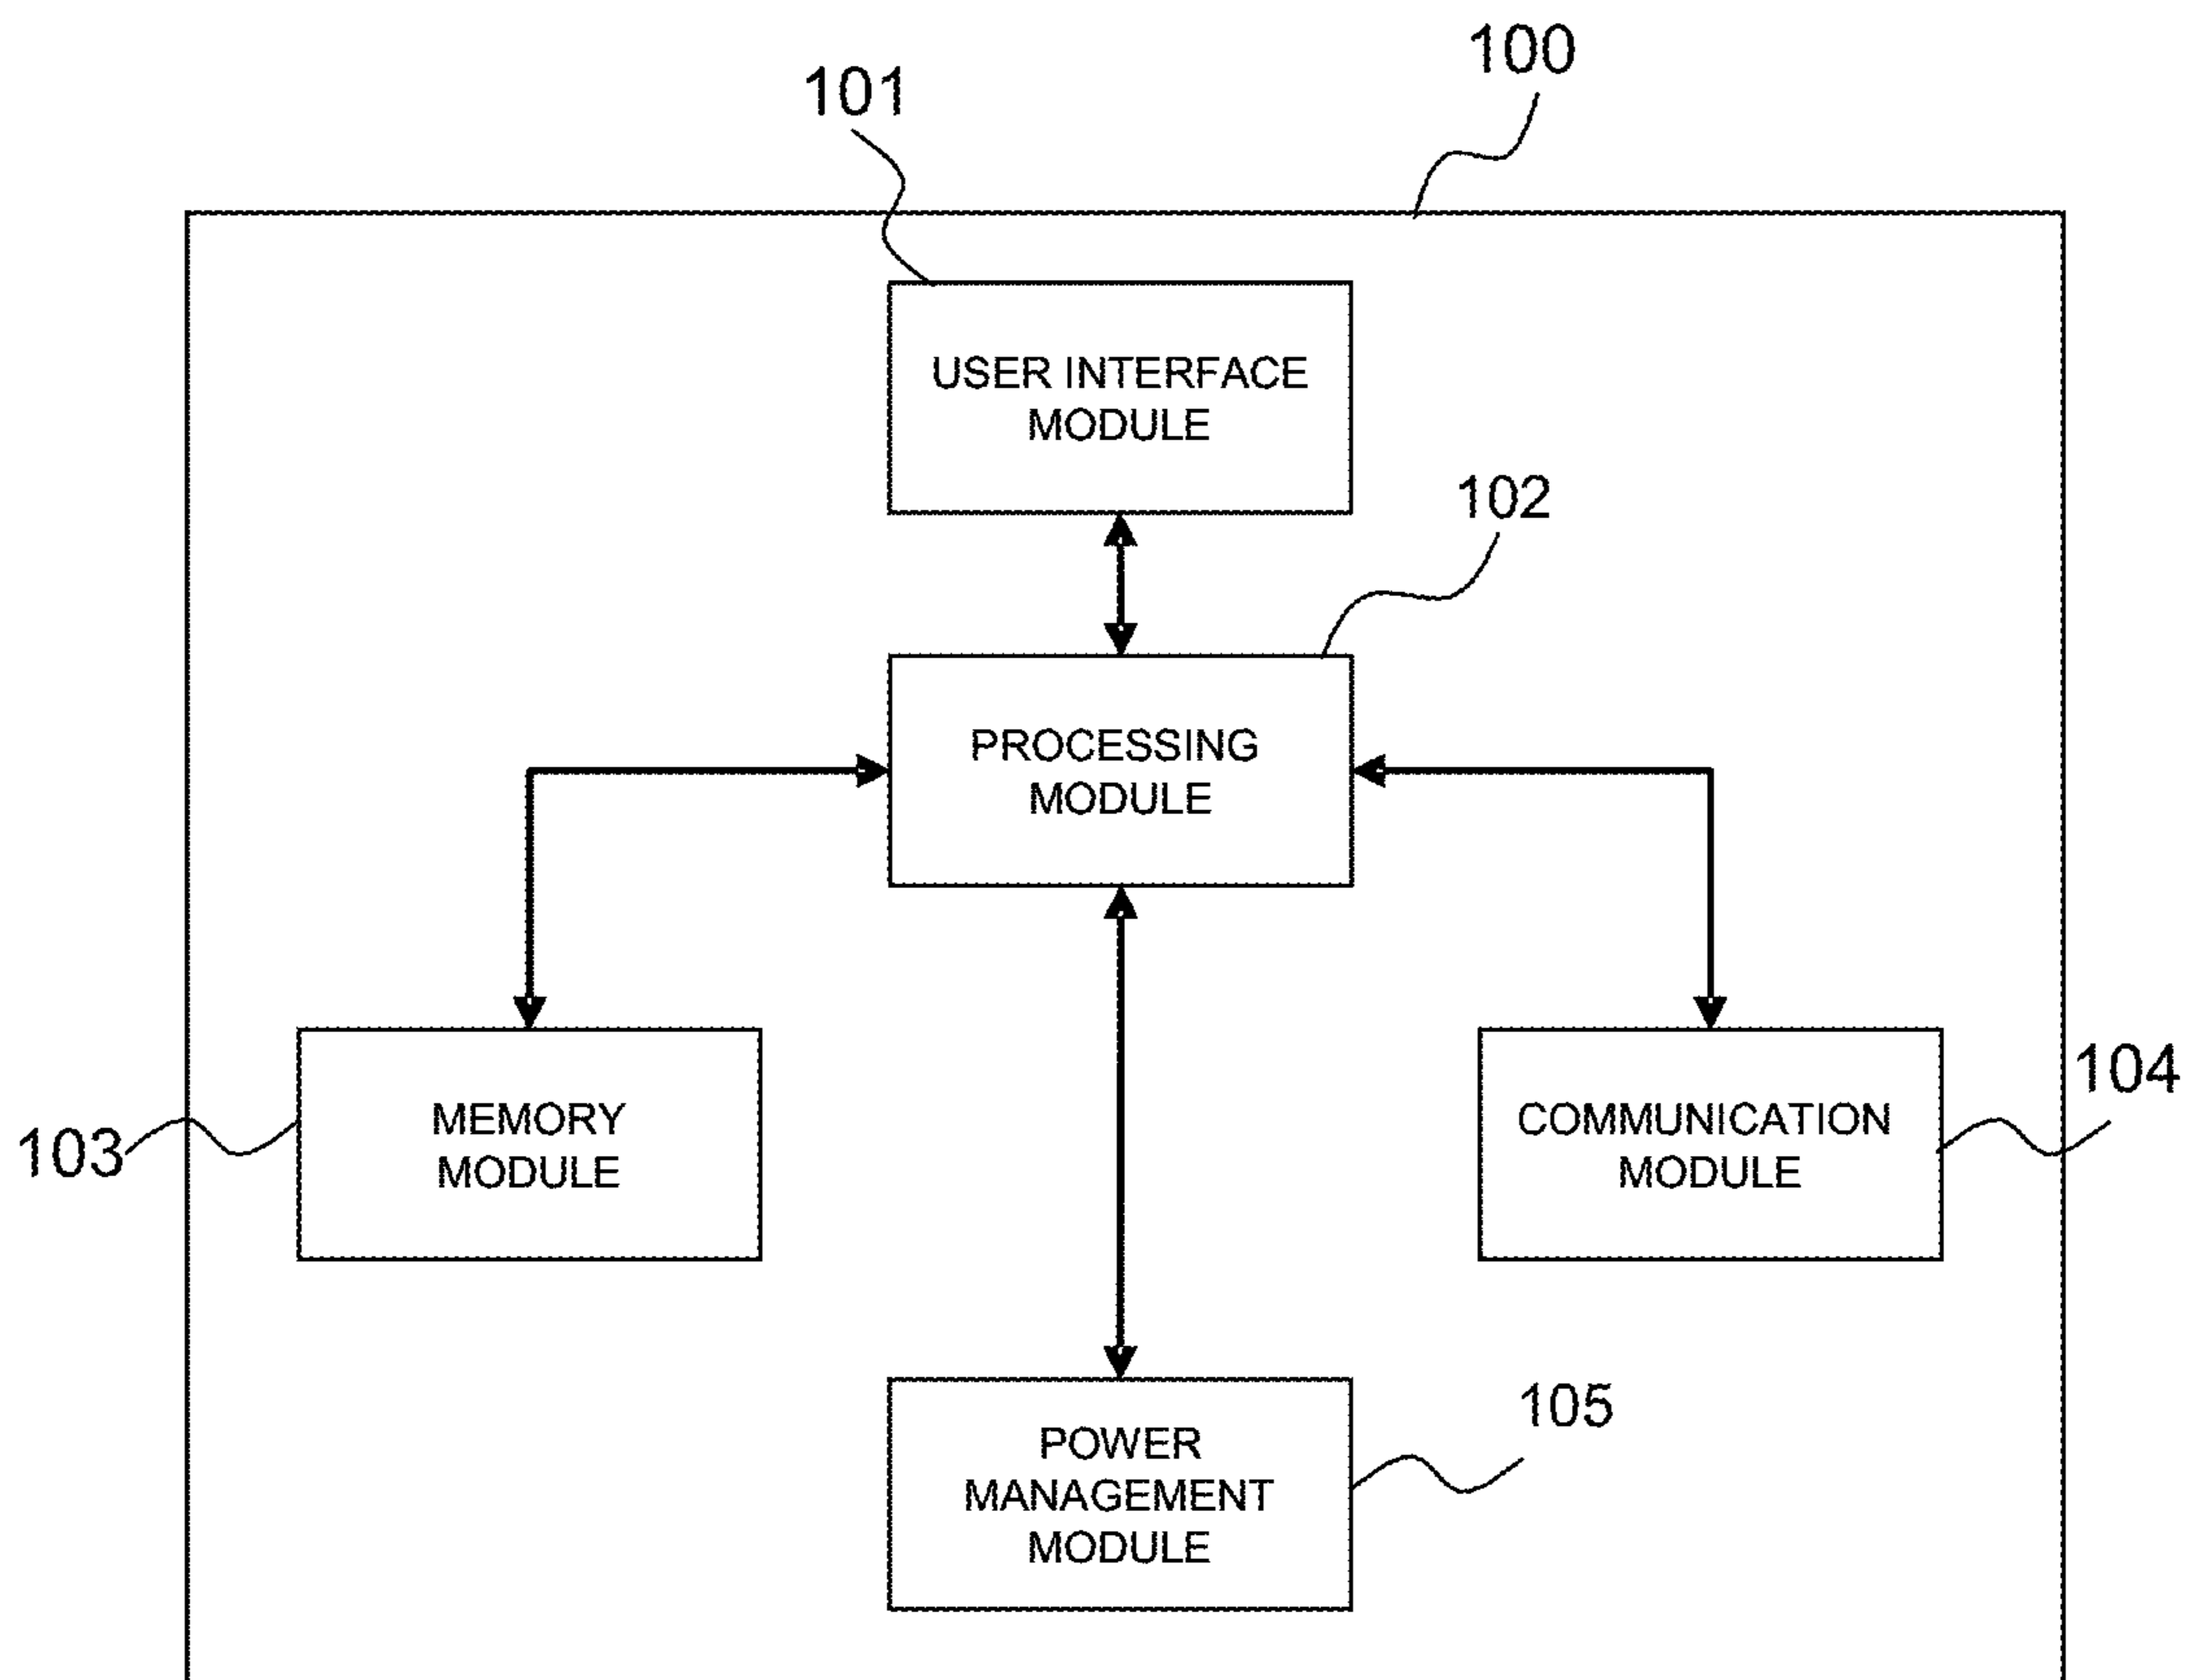 100
101
USER INTERFACE
MODULE
102
PROCESSING
MODULE
103
MEMORY
MODULE
104
COMMUNICATION
MODULE
105
POWER
MANAGEMENT
MODULE